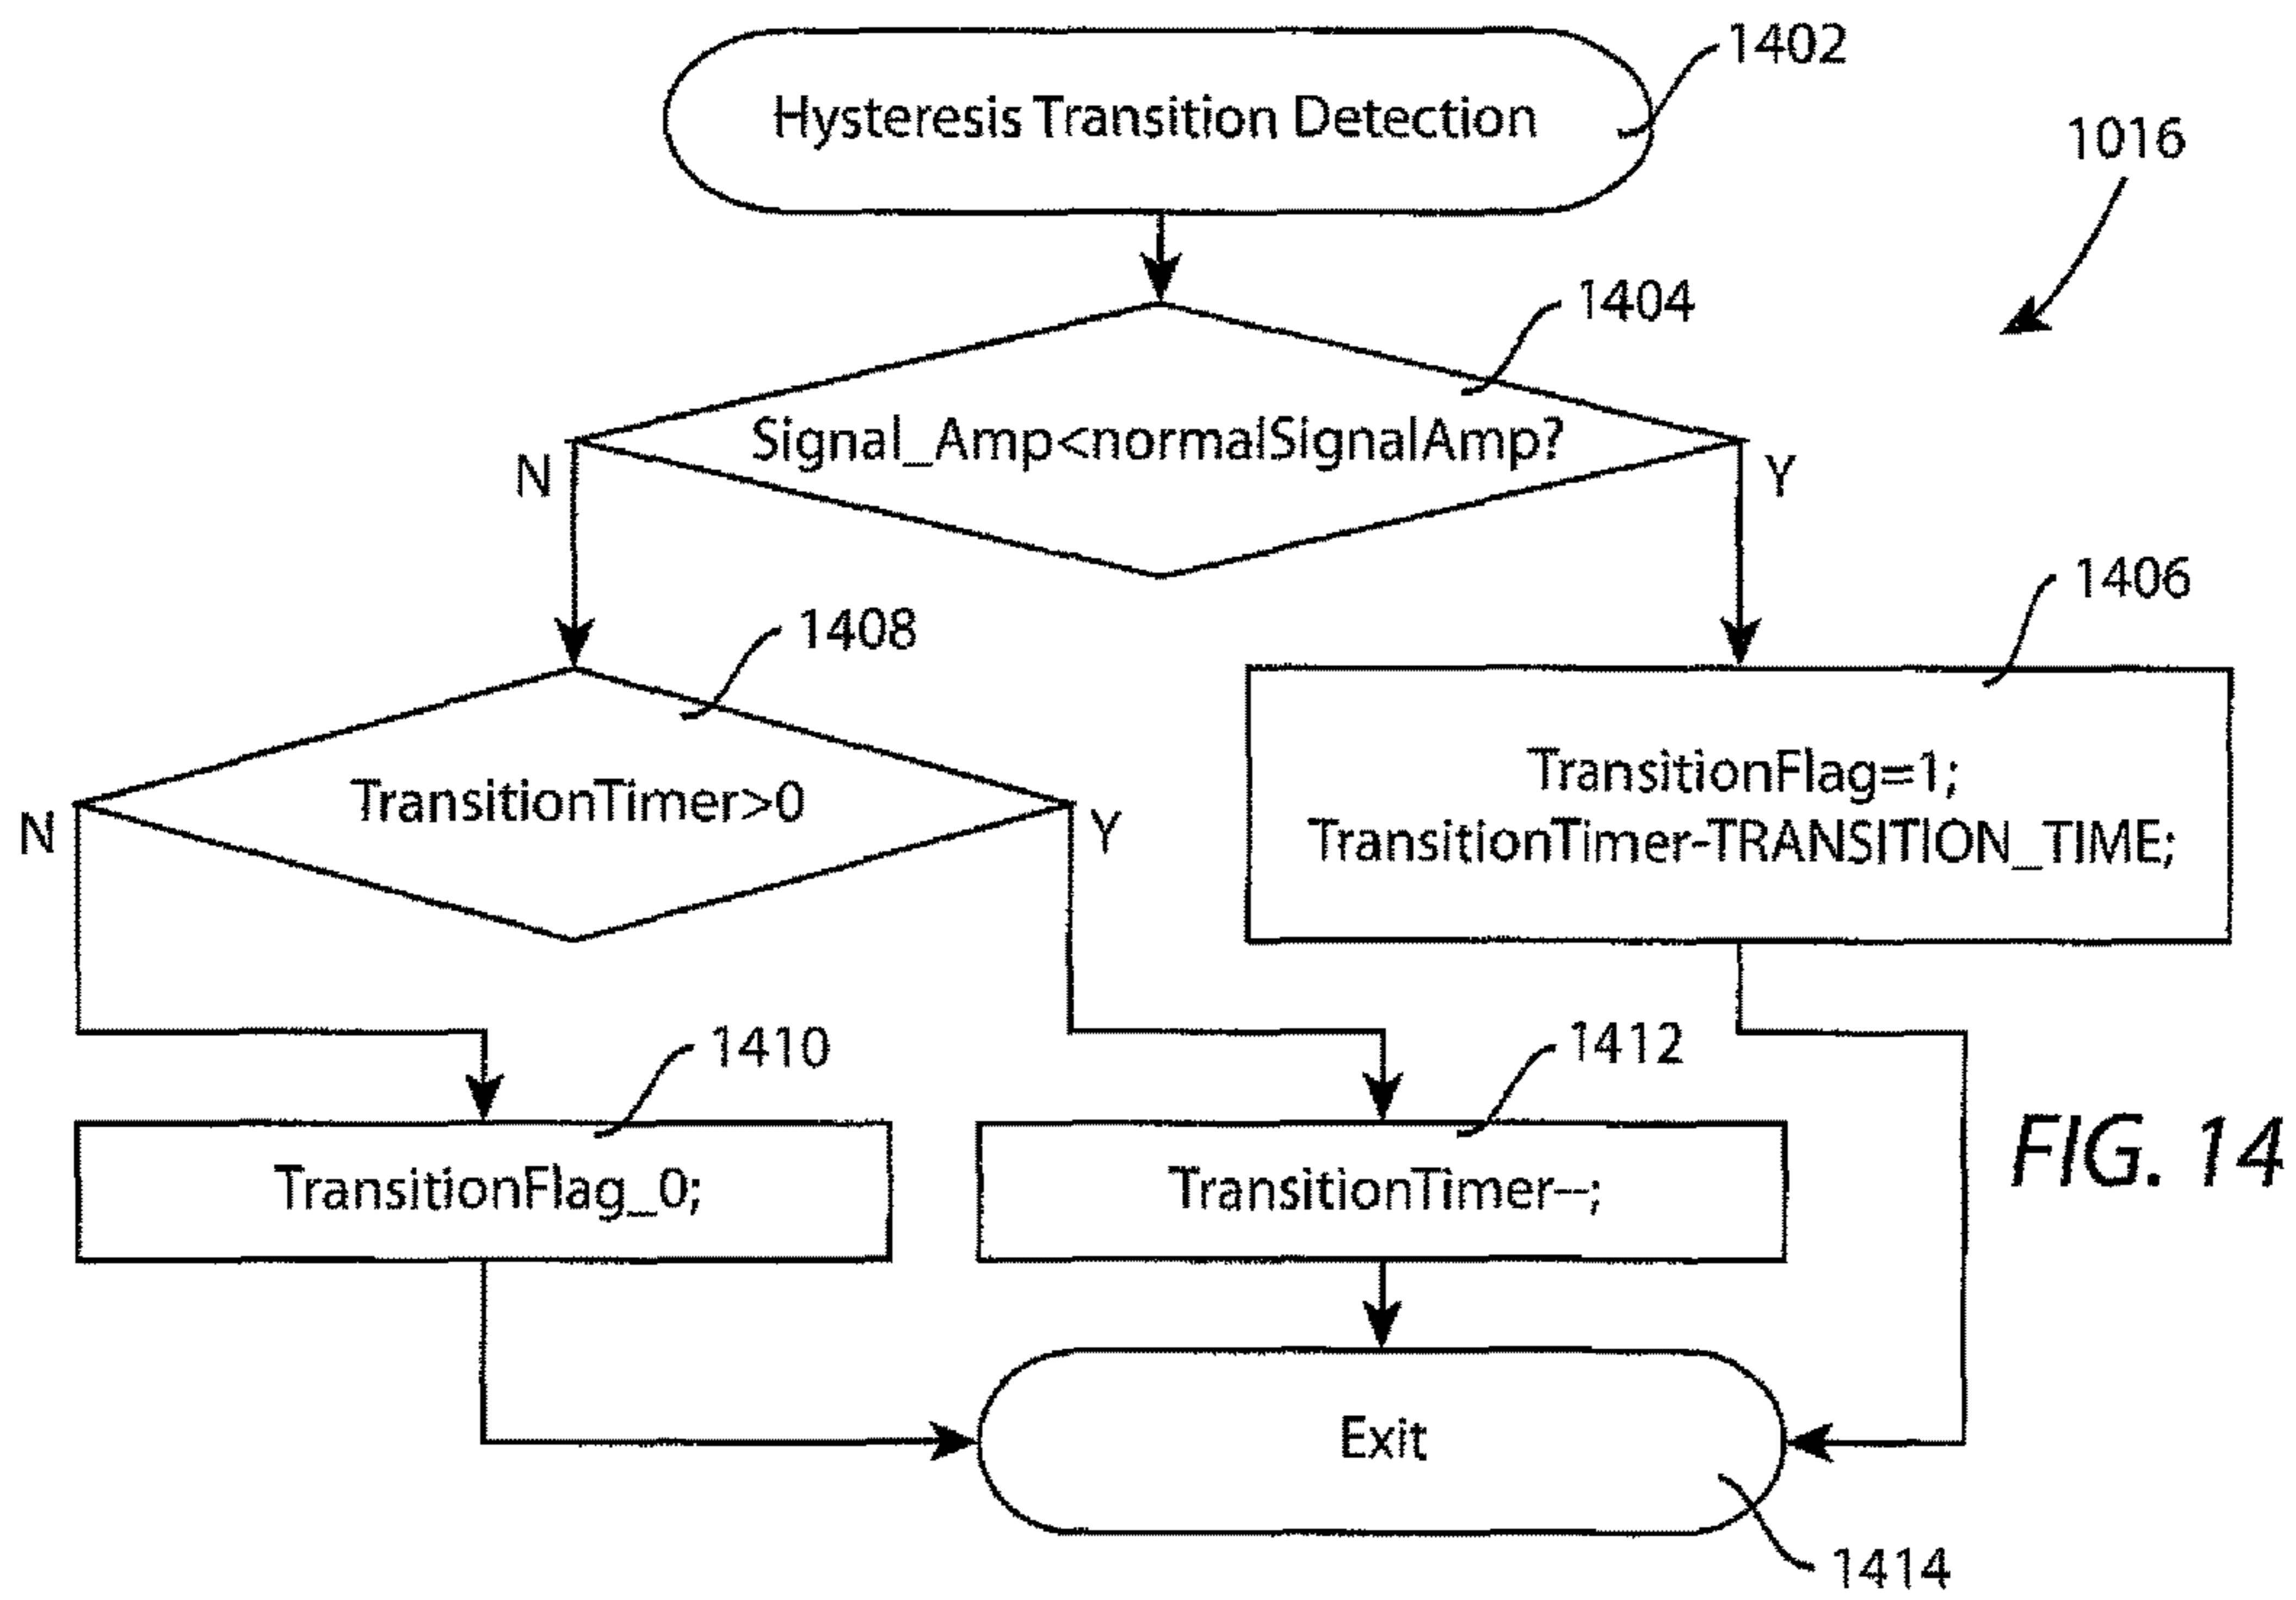 1402
Hysteresis Transition Detection
1016
1404
Signal_Amp<normalSignalAmp?
N
Y
1406
1408
TransitionFlag=1;
TransitionTimer-TRANSITION_TIME;
TransitionTimer>0
N
Y
1410
1412
TransitionFlag_0;
TransitionTimer--;
FIG. 14
Exit
1414